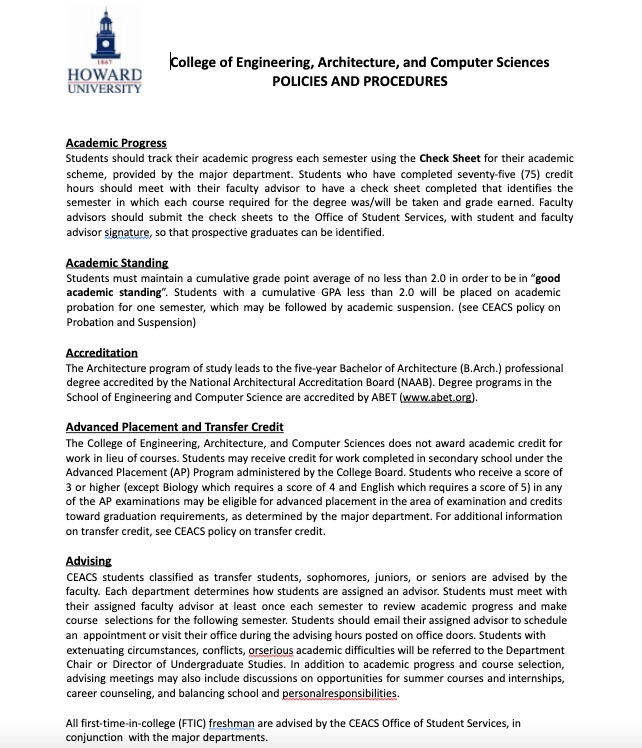 1867
HOWARD
UNIVERSITY
College of Engineering, Architecture, and Computer Sciences
POLICIES AND PROCEDURES
Academic Progress
Students should track their academic progress each semester using the Check Sheet for their academic
scheme, provided by the major department. Students who have completed seventy-five (75) credit
hours should meet with their faculty advisor to have a check sheet completed that identifies the
semester in which each course required for the degree was/will be taken and grade earned. Faculty
advisors should submit the check sheets to the Office of Student Services, with student and faculty
advisor signature, so that prospective graduates can be identified.
Academic Standing
Students must maintain a cumulative grade point average of no less than 2.0 in order to be in “good
academic standing”. Students with a cumulative GPA less than 2.0 will be placed on academic
probation for one semester, which may be followed by academic suspension. (see CEACS policy on
Probation and Suspension)
Accreditation
The Architecture program of study leads to the five-year Bachelor of Architecture (B.Arch.) professional
degree accredited by the National Architectural Accreditation Board (NAAB). Degree programs in the
School of Engineering and Computer Science are accredited by ABET (www.abet.org).
Advanced Placement and Transfer Credit
The College of Engineering, Architecture, and Computer Sciences does not award academic credit for
work in lieu of courses. Students may receive credit for work completed in secondary school under the
Advanced Placement (AP) Program administered by the College Board. Students who receive a score of
3 or higher (except Biology which requires a score of 4 and English which requires a score of 5) in any
of the AP examinations may be eligible for advanced placement in the area of examination and credits
toward graduation requirements, as determined by the major department. For additional information
on transfer credit, see CEACS policy on transfer credit.
Advising
CEACS students classified as transfer students, sophomores, juniors, or seniors are advised by the
faculty. Each department determines how students are assigned an advisor. Students must meet with
their assigned faculty advisor at least once each semester to review academic progress and make
course selections for the following semester. Students should email their assigned advisor to schedule
an appointment or visit their office during the advising hours posted on office doors. Students with
extenuating circumstances, conflicts, orserious academic difficulties will be referred to the Department
Chair or Director of Undergraduate Studies. In addition to academic progress and course selection,
advising meetings may also include discussions on opportunities for summer courses and internships,
career counseling, and balancing school and personalresponsibilities.
All first-time-in-college (FTIC) freshman are advised by the CEACS Office of Student Services, in
conjunction with the major departments.